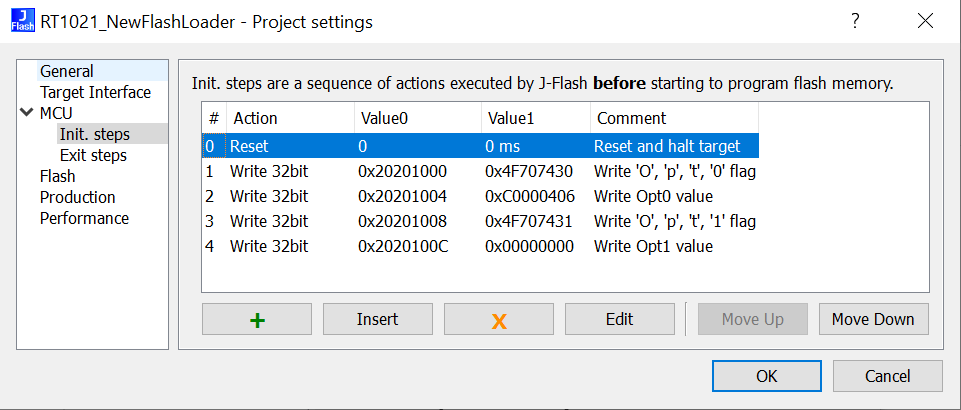 J Flash
RT1021_NewFlashLoader - Project settings
?
General
Target Interface
MCU
Init. steps
Exit steps
Flash
Production
Performance
Init. steps are a sequence of actions executed by J-Flash before starting to program flash memory.
# Action Value0 Value1 Comment
0 Reset 0 0 ms Reset and halt target
1 Write 32bit 0x20201000 0x4F707430 Write 'O', 'p', 't', '0' flag
2 Write 32bit 0x20201004 0xC0000406 Write Opt0 value
3 Write 32bit 0x20201008 0x4F707431 Write 'O', 'p', 't', '1' flag
4 Write 32bit 0x2020100C 0x00000000 Write Opt1 value
+ Insert X Edit Move Up Move Down
OK Cancel